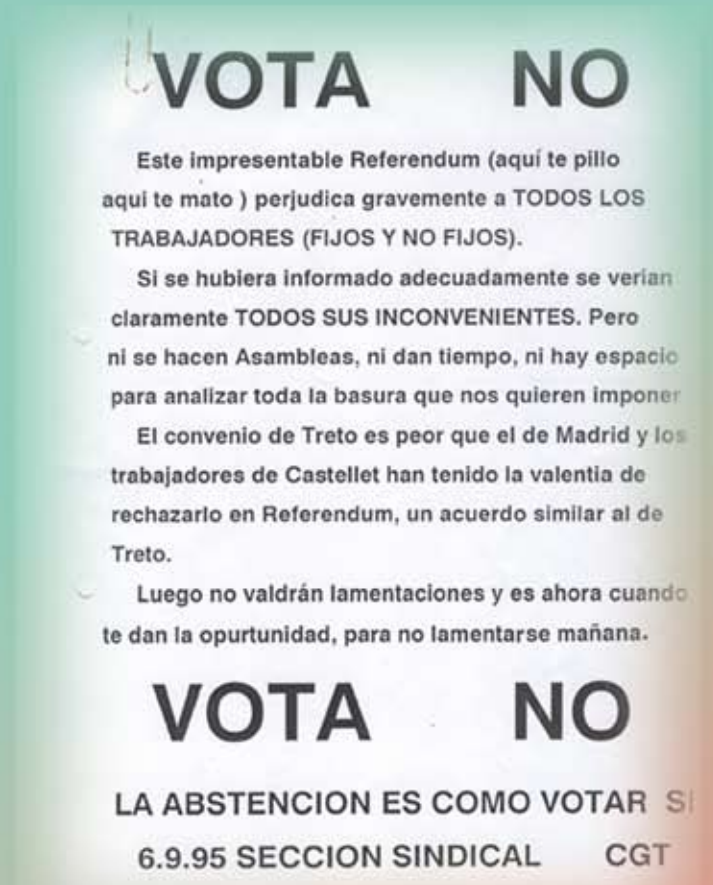 VOTA NO
Este impresentable Referendum (aquí te pillo
aqui te mato ) perjudica gravemente a TODOS LOS
TRABAJADORES (FIJOS Y NO FIJOS).
Si se hubiera informado adecuadamente se verian
claramente TODOS SUS INCONVENIENTES. Pero
ni se hacen Asambleas, ni dan tiempo, ni hay espacio
para analizar toda la basura que nos quieren imponer
El convenio de Treto es peor que el de Madrid y los
trabajadores de Castellet han tenido la valentia de
rechazarlo en Referendum, un acuerdo similar al de
Treto.
Luego no valdrán lamentaciones y es ahora cuando
te dan la opurtunidad, para no lamentarse mañana.
VOTA NO
LA ABSTENCION ES COMO VOTAR SI
6.9.95 SECCION SINDICAL CGT